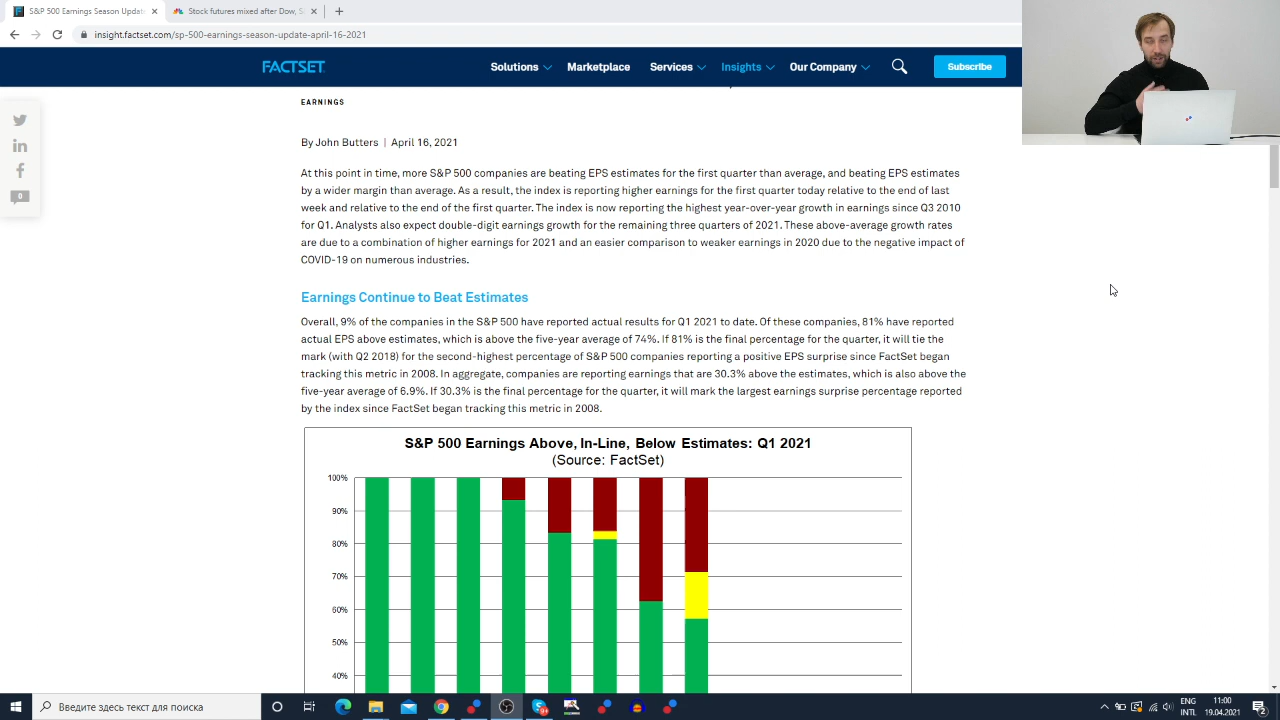 S&P 500 Earnings Season Updat
Stock futures mixed after Dow, S
insight.factset.com/sp-500-earnings-season-update-april-16-2021
FACTSET
Solutions
Marketplace
Services
Insights
Our Company
Subscribe
EARNINGS
By John Butters | April 16, 2021
At this point in time, more S&P 500 companies are beating EPS estimates for the first quarter than average, and beating EPS estimates
by a wider margin than average. As a result, the index is reporting higher earnings for the first quarter today relative to the end of last
week and relative to the end of the first quarter. The index is now reporting the highest year-over-year growth in earnings since Q3 2010
for Q1. Analysts also expect double-digit earnings growth for the remaining three quarters of 2021. These above-average growth rates
are due to a combination of higher earnings for 2021 and an easier comparison to weaker earnings in 2020 due to the negative impact of
COVID-19 on numerous industries.
Earnings Continue to Beat Estimates
Overall, 9% of the companies in the S&P 500 have reported actual results for Q1 2021 to date. Of these companies, 81% have reported
actual EPS above estimates, which is above the five-year average of 74%. If 81% is the final percentage for the quarter, it will tie the
mark (with Q2 2018) for the second-highest percentage of S&P 500 companies reporting a positive EPS surprise since FactSet began
tracking this metric in 2008. In aggregate, companies are reporting earnings that are 30.3% above the estimates, which is also above the
five-year average of 6.9%. If 30.3% is the final percentage for the quarter, it will mark the largest earnings surprise percentage reported
by the index since FactSet began tracking this metric in 2008.
S&P 500 Earnings Above, In-Line, Below Estimates: Q1 2021
(Source: FactSet)
100%
90%
80%
70%
60%
50%
40%
0
Введите здесь текст для поиска
ENG
INTL
11:00
19.04.2021
2